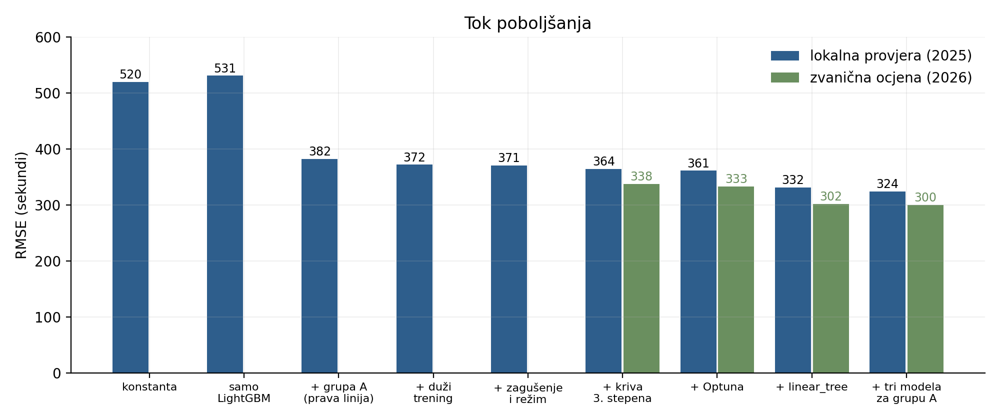 Tok poboljšanja
RMSE (sekundi)
600
500
400
300
200
100
0
lokalna provjera (2025)
zvanična ocjena (2026)
520
531
382
372
371
364
338
361
333
332
302
324
300
konstanta
samo
LightGBM
+ grupa A
(prava linija)
+ duži
trening
+ zagušenje
i režim
+ kriva
3. stepena
+ Optuna
+ linear_tree
+ tri modela
za grupu A